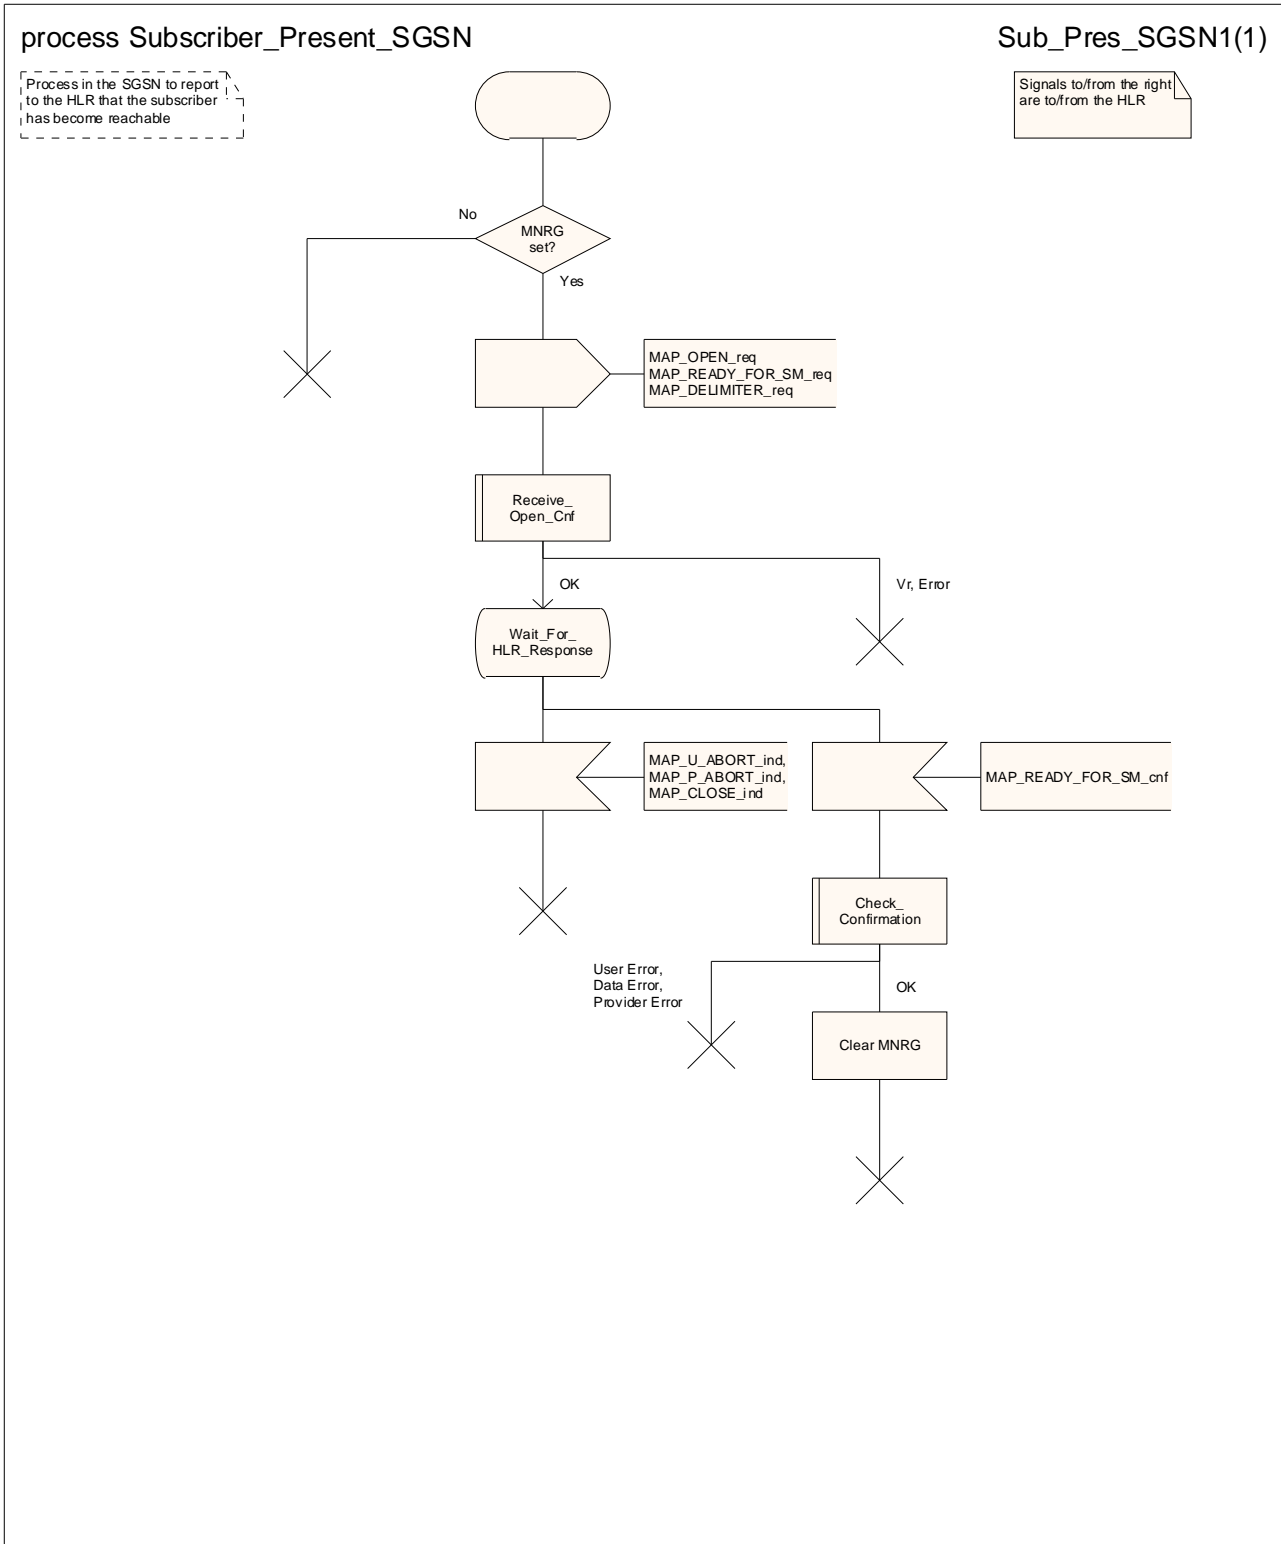 process Subscriber_Present_SGSN
Sub_Pres_SGSN1(1)
Process in the SGSN to report
to the HLR that the subscriber
has become reachable
Signals to/from the right
are to/from the HLR
No
MNRG
set?
Yes
MAP_OPEN_req
MAP_READY_FOR_SM_req
MAP_DELIMITER_req
Receive_
Open_Cnf
OK
Vr, Error
Wait_For_
HLR_Response
MAP_U_ABORT_ind,
MAP_P_ABORT_ind,
MAP_CLOSE_ind
MAP_READY_FOR_SM_cnf
Check_
Confirmation
User Error,
Data Error,
Provider Error
OK
Clear MNRG